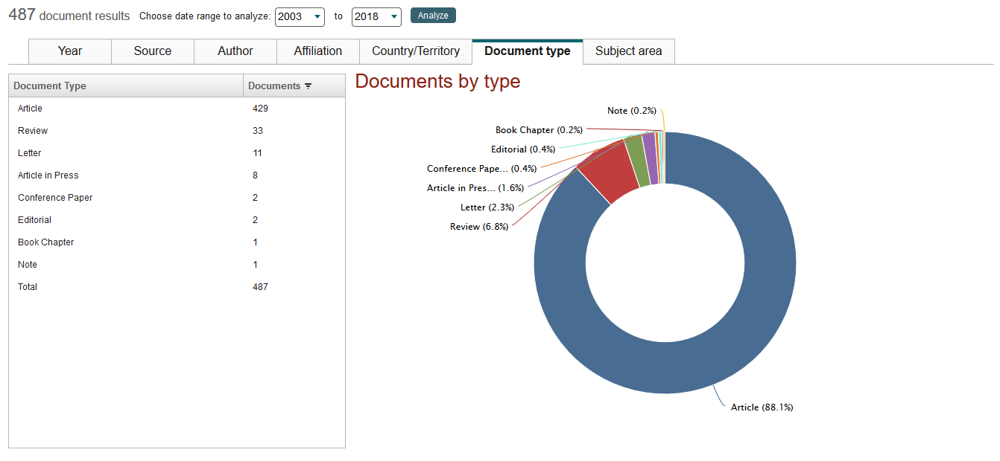 487 document results Choose date range to analyze: 2003 to 2018 Analyze
Year Source Author Affiliation Country/Territory Document type Subject area
Document Type Documents
Article 429
Review 33
Letter 11
Article in Press 8
Conference Paper 2
Editorial 2
Book Chapter 1
Note 1
Total 487
Documents by type
Note (0.2%)
Book Chapter (0.2%)
Editorial (0.4%)
Conference Pape... (0.4%)
Article in Pres... (1.6%)
Letter (2.3%)
Review (6.8%)
Article (88.1%)